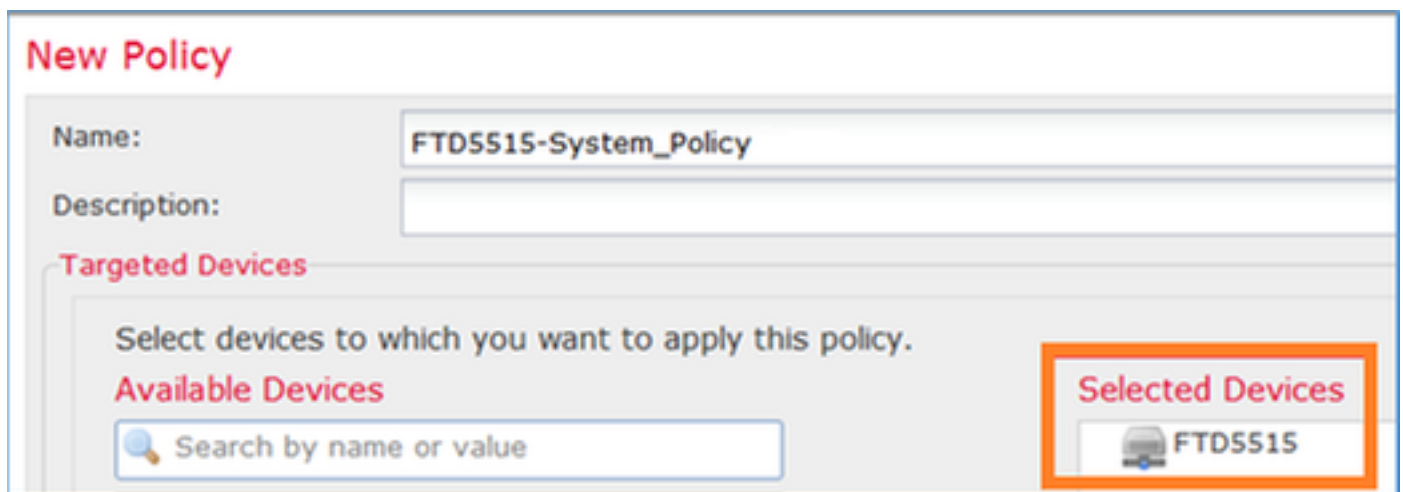 New Policy
Name: FTD5515-System_Policy
Description:
Targeted Devices
Select devices to which you want to apply this policy.
Available Devices Selected Devices
Search by name or value FTD5515